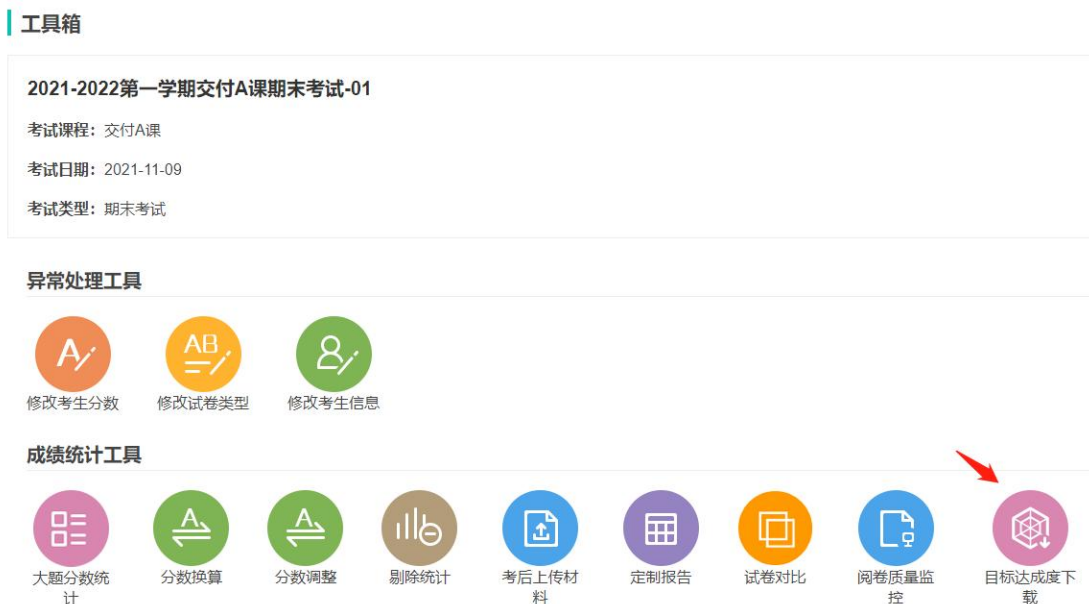 工具箱
2021-2022第一学期交付A课期末考试-01
考试课程：交付A课
考试日期：2021-11-09
考试类型：期末考试
异常处理工具
A
AB
修改考生分数 修改试卷类型 修改考生信息
成绩统计工具
A A
大题分数统 分数换算 分数调整 剔除统计 考后上传材 定制报告 试卷对比 阅卷质量监 目标达成度下
计 料 控 载